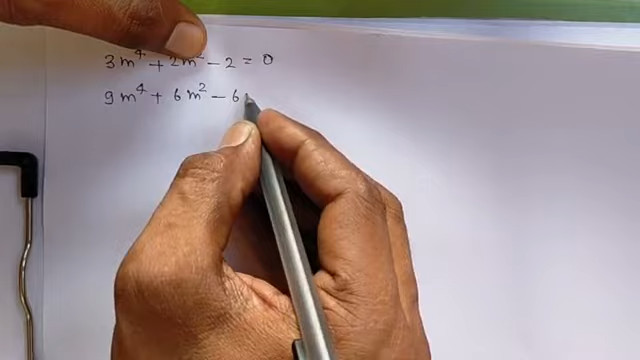 3m⁴ + 2m² - 2 = 0
9m⁴ + 6m² - 6